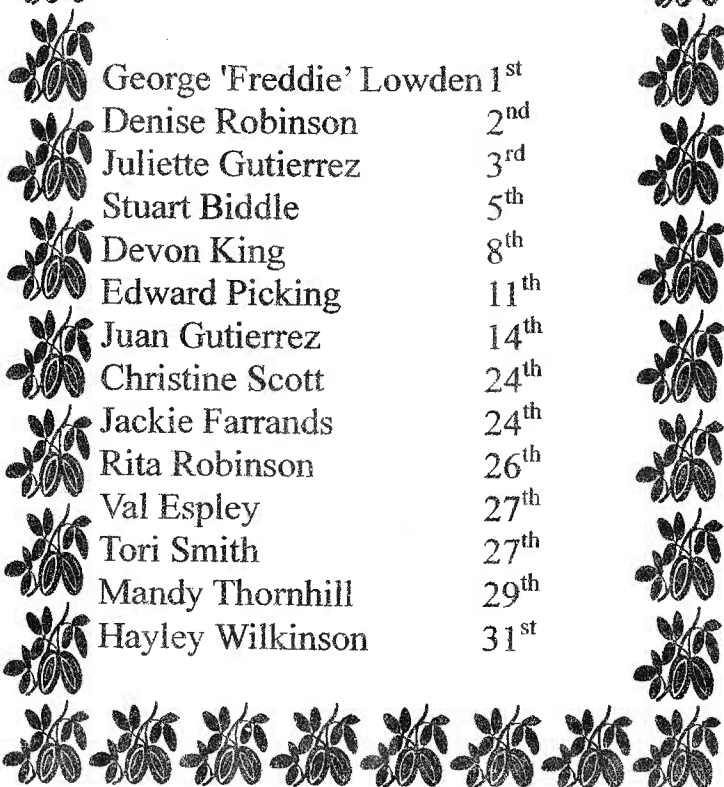 George 'Freddie’ Lowden 1st
Denise Robinson 2nd
Juliette Gutierrez 3rd
Stuart Biddle 5th
Devon King 8th
Edward Picking 11th
Juan Gutierrez 14th
Christine Scott 24th
Jackie Farrands 24th
Rita Robinson 26th
Val Espley 27th
Tori Smith 27th
Mandy Thornhill 29th
Hayley Wilkinson 31st